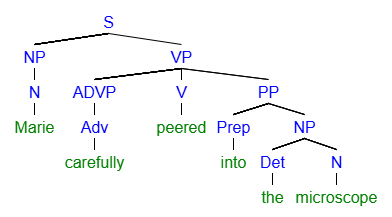 S
NP VP
N ADVP V PP
Marie Adv peered Prep NP
carefully into Det N
the microscope